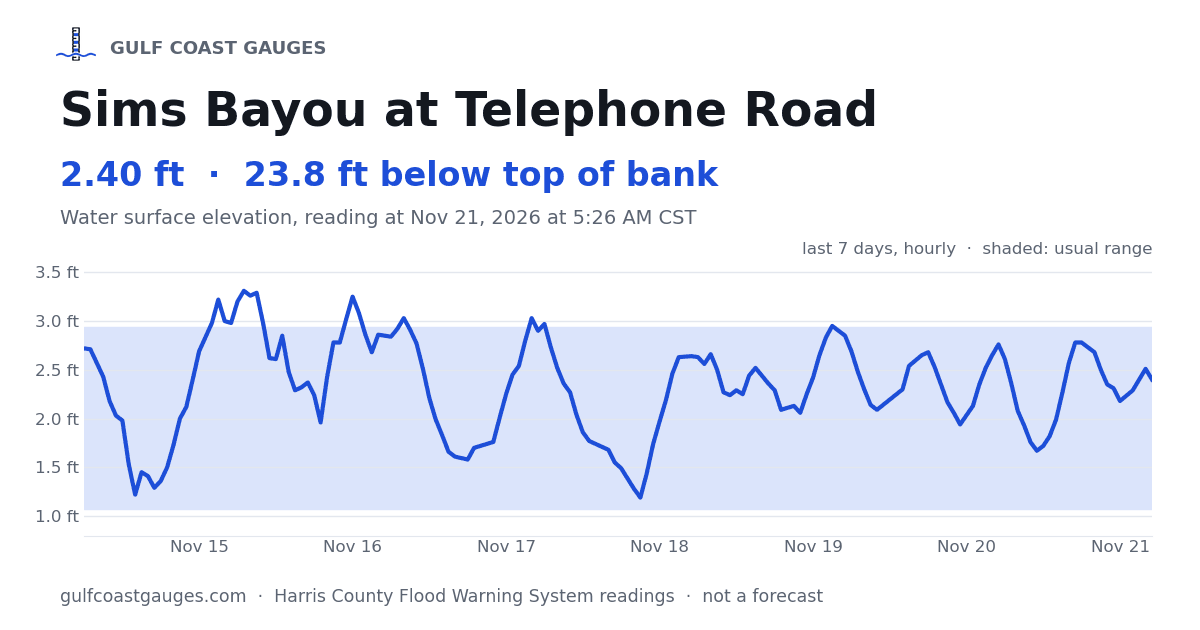 GULF COAST GAUGES
Sims Bayou at Telephone Road
2.40 ft · 23.8 ft below top of bank
Water surface elevation, reading at Nov 21, 2026 at 5:26 AM CST
last 7 days, hourly · shaded: usual range
3.5 ft
3.0 ft
2.5 ft
2.0 ft
1.5 ft
1.0 ft
Nov 15 Nov 16 Nov 17 Nov 18 Nov 19 Nov 20 Nov 21
gulfcoastgauges.com · Harris County Flood Warning System readings · not a forecast